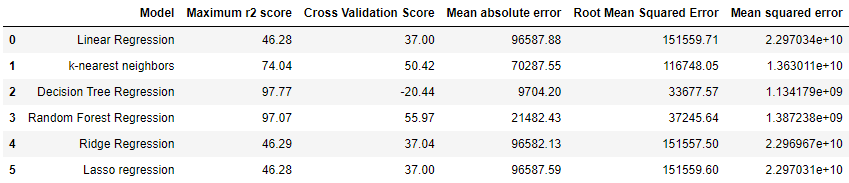 Model Maximum r2 score Cross Validation Score Mean absolute error Root Mean Squared Error Mean squared error
0 Linear Regression 46.28 37.00 96587.88 151559.71 2.297034e+10
1 k-nearest neighbors 74.04 50.42 70287.55 116748.05 1.363011e+10
2 Decision Tree Regression 97.77 -20.44 9704.20 33677.57 1.134179e+09
3 Random Forest Regression 97.07 55.97 21482.43 37245.64 1.387238e+09
4 Ridge Regression 46.29 37.04 96582.13 151557.50 2.296967e+10
5 Lasso regression 46.28 37.00 96587.59 151559.60 2.297031e+10